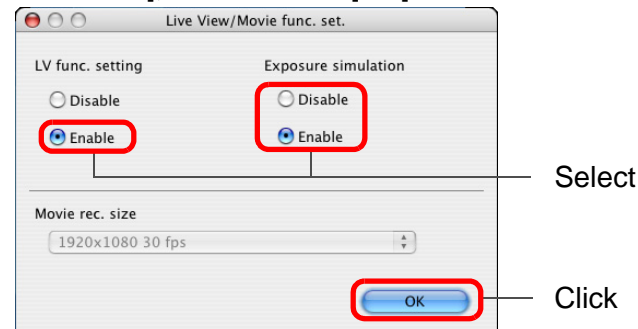 Live View/Movie func. set.
LV func. setting
Exposure simulation
Disable
Disable
Enable
Enable
Select
Movie rec. size
1920x1080 30 fps
OK
Click